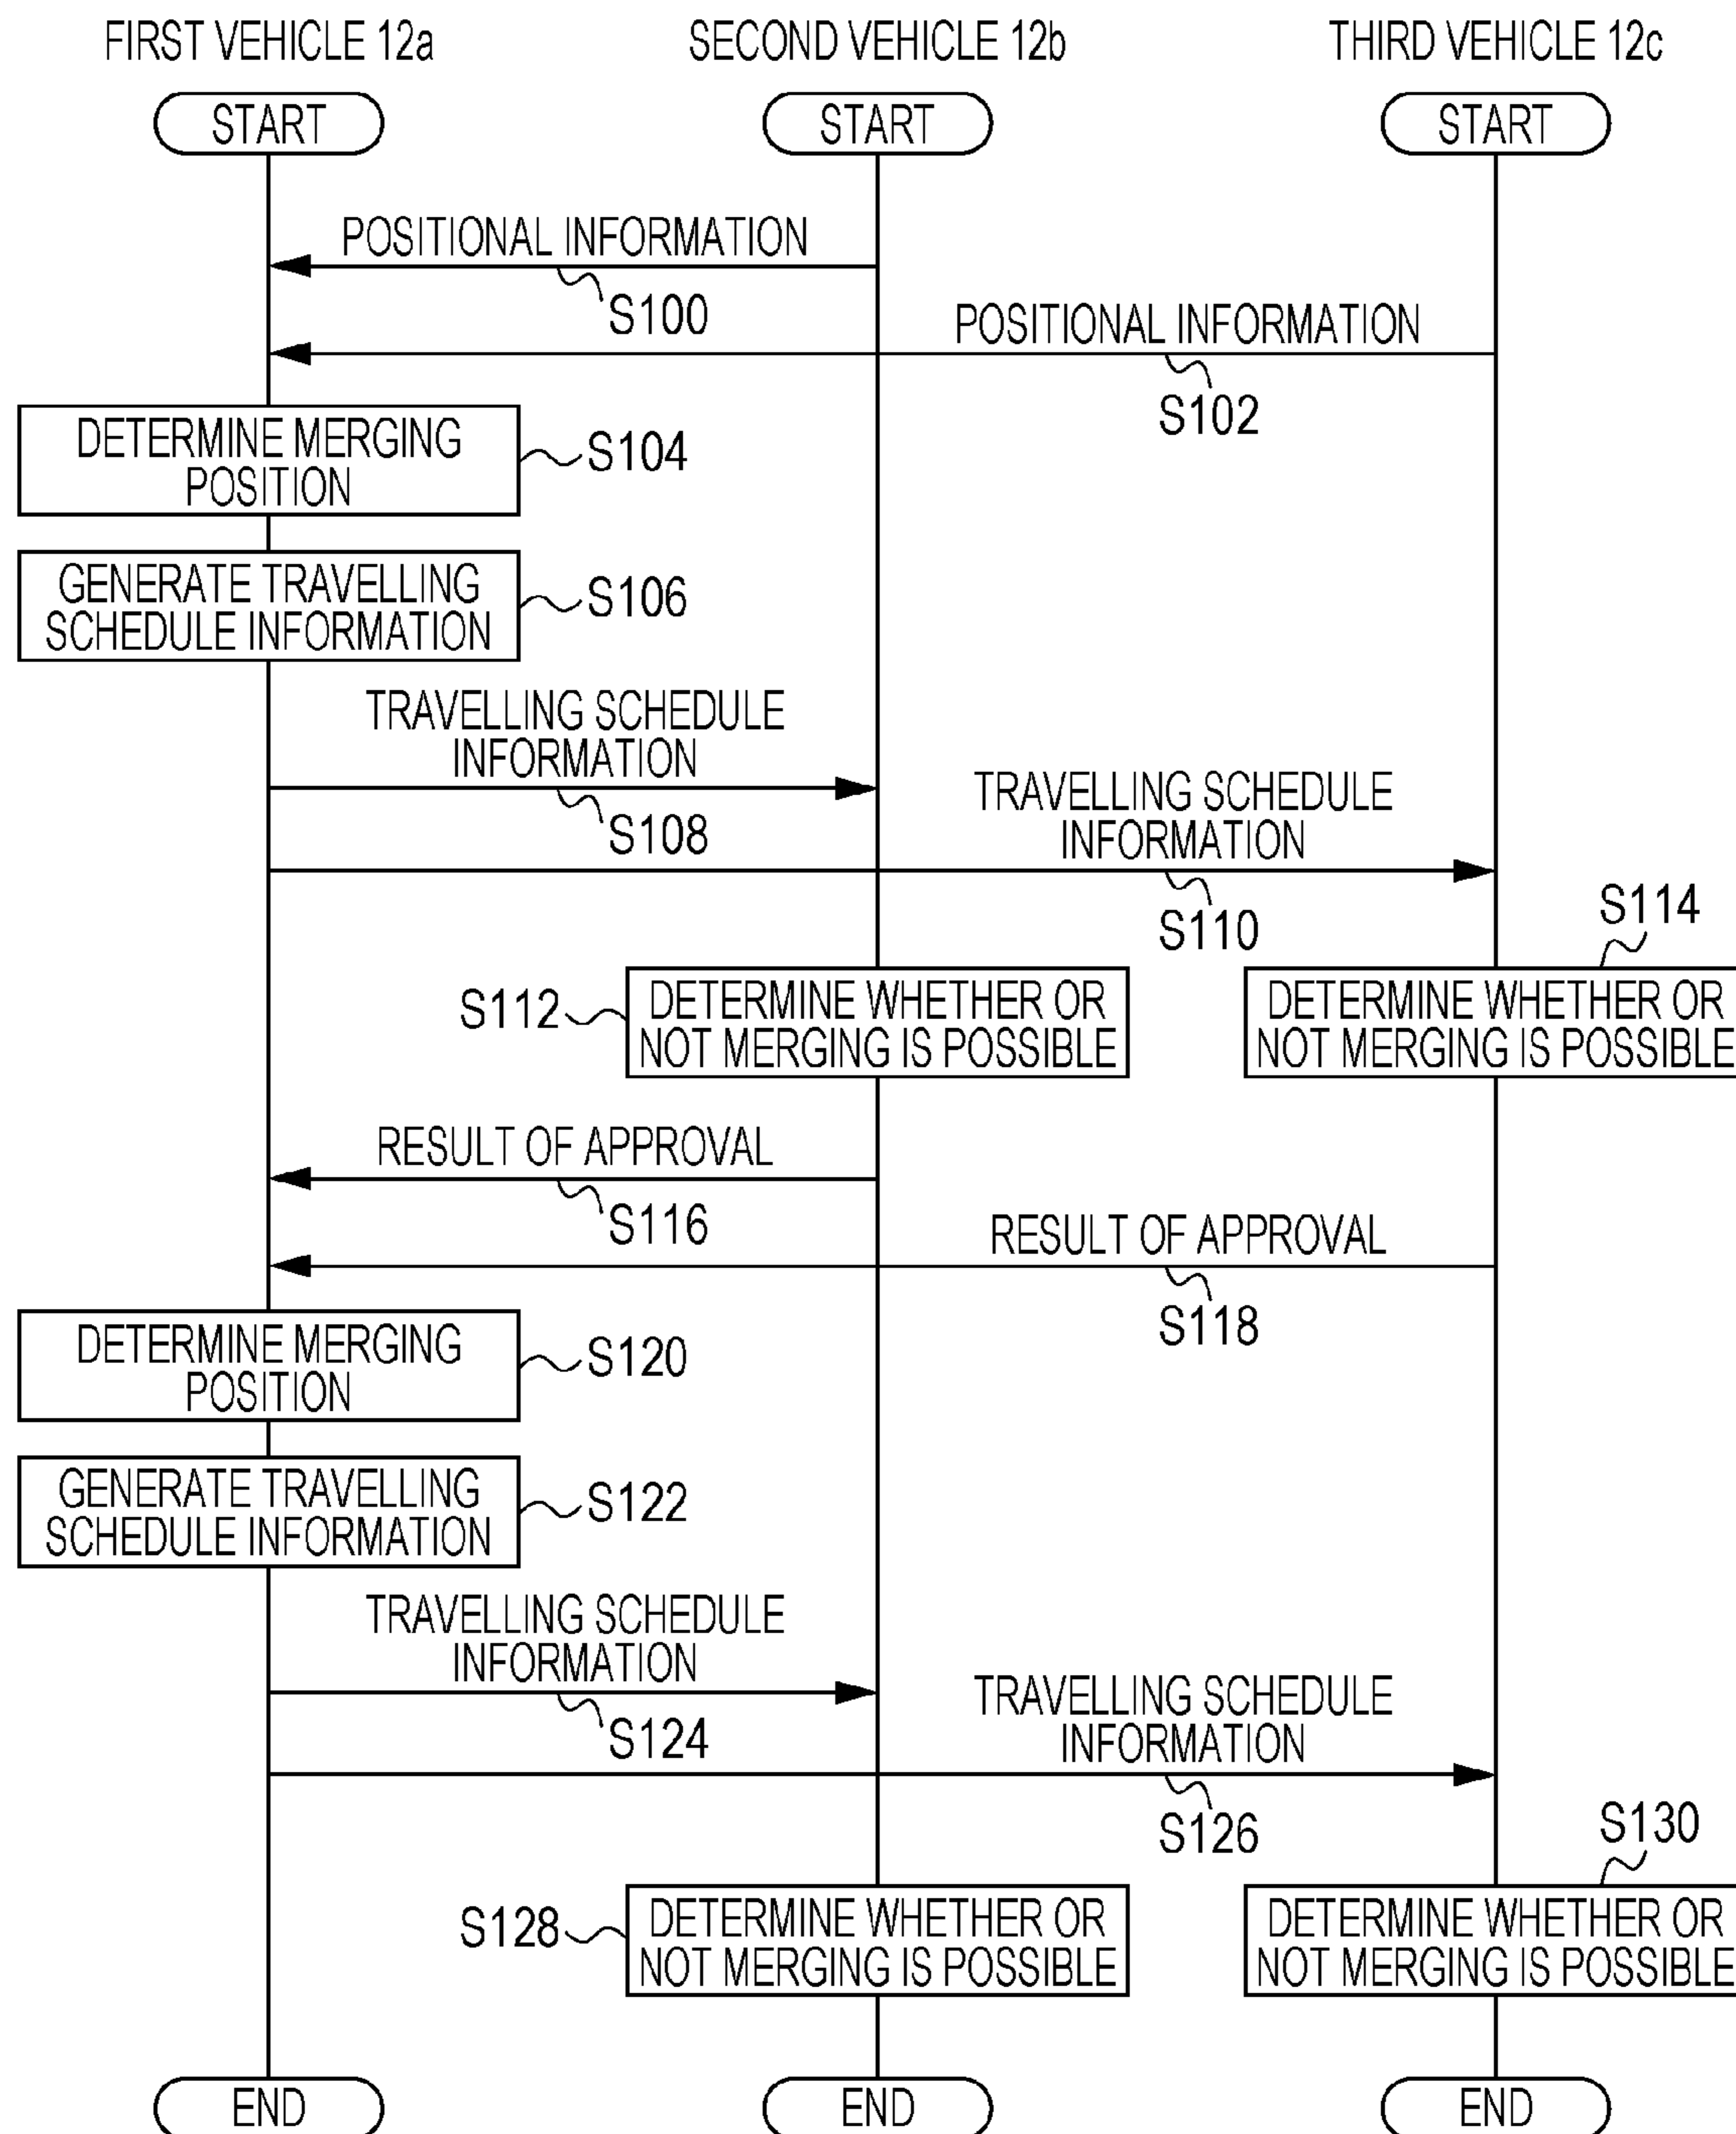 FIRST VEHICLE 12a
SECOND VEHICLE 12b
THIRD VEHICLE 12c
START
START
START
POSITIONAL INFORMATION
S100
POSITIONAL INFORMATION
S102
DETERMINE MERGING
POSITION
S104
GENERATE TRAVELLING
SCHEDULE INFORMATION
S106
TRAVELLING SCHEDULE
INFORMATION
S108
TRAVELLING SCHEDULE
INFORMATION
S110
S112
DETERMINE WHETHER OR
NOT MERGING IS POSSIBLE
S114
DETERMINE WHETHER OR
NOT MERGING IS POSSIBLE
RESULT OF APPROVAL
S116
RESULT OF APPROVAL
S118
DETERMINE MERGING
POSITION
S120
GENERATE TRAVELLING
SCHEDULE INFORMATION
S122
TRAVELLING SCHEDULE
INFORMATION
S124
TRAVELLING SCHEDULE
INFORMATION
S126
S128
DETERMINE WHETHER OR
NOT MERGING IS POSSIBLE
S130
DETERMINE WHETHER OR
NOT MERGING IS POSSIBLE
END
END
END